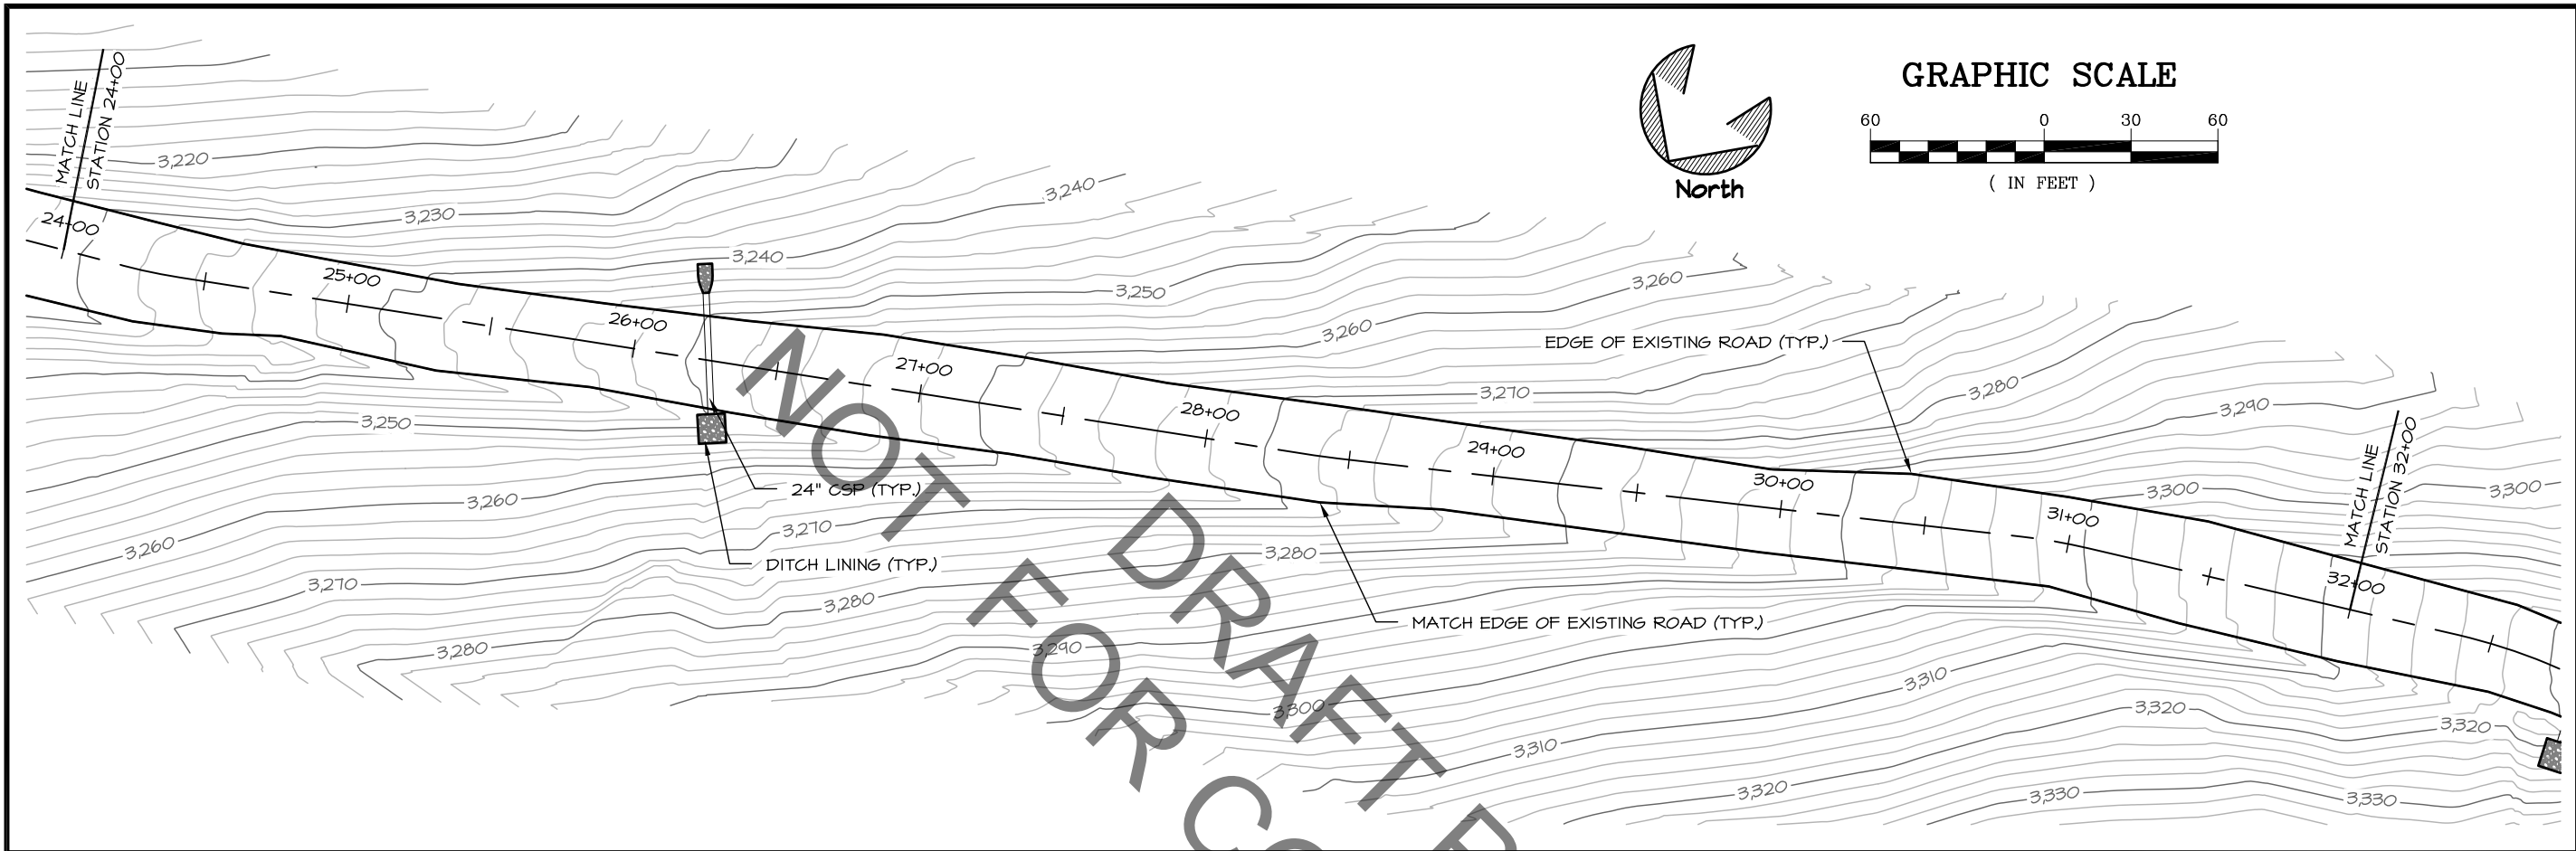 MATCH LINE
STATION 24+00
GRAPHIC SCALE
60 0 30 60
( IN FEET )
North
3,220
3,230
3,240
3,240
3,250
3,260
3,260
3,270
3,280
3,290
3,300
3,300
24+00
25+00
26+00
27+00
28+00
29+00
30+00
31+00
32+00
EDGE OF EXISTING ROAD (TYP.)
MATCH LINE
STATION 32+00
3,250
3,260
3,260
3,270
3,270
3,280
3,280
3,280
3,290
3,300
3,310
3,310
3,320
3,320
3,320
3,330
3,330
24" CSP (TYP.)
DITCH LINING (TYP.)
MATCH EDGE OF EXISTING ROAD (TYP.)
NOT DRAFT
FOR